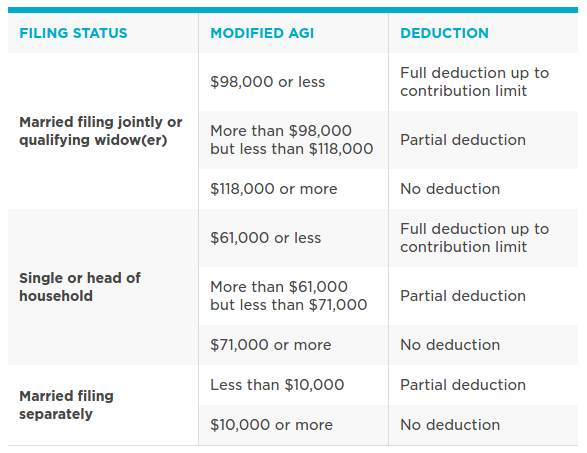 FILING STATUS MODIFIED AGI DEDUCTION
Married filing jointly or
qualifying widow(er)
$98,000 or less
Full deduction up to
contribution limit
More than $98,000
but less than $118,000
Partial deduction
$118,000 or more
No deduction
Single or head of
household
$61,000 or less
Full deduction up to
contribution limit
More than $61,000
but less than $71,000
Partial deduction
$71,000 or more
No deduction
Married filing
separately
Less than $10,000
Partial deduction
$10,000 or more
No deduction